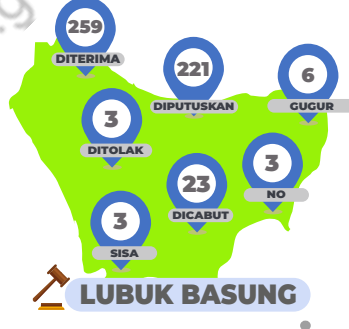 259
DITERIMA
221
DIPUTUSKAN
6
GUGUR
3
DITOLAK
3
NO
23
DICABUT
3
SISA
LUBUK BASUNG